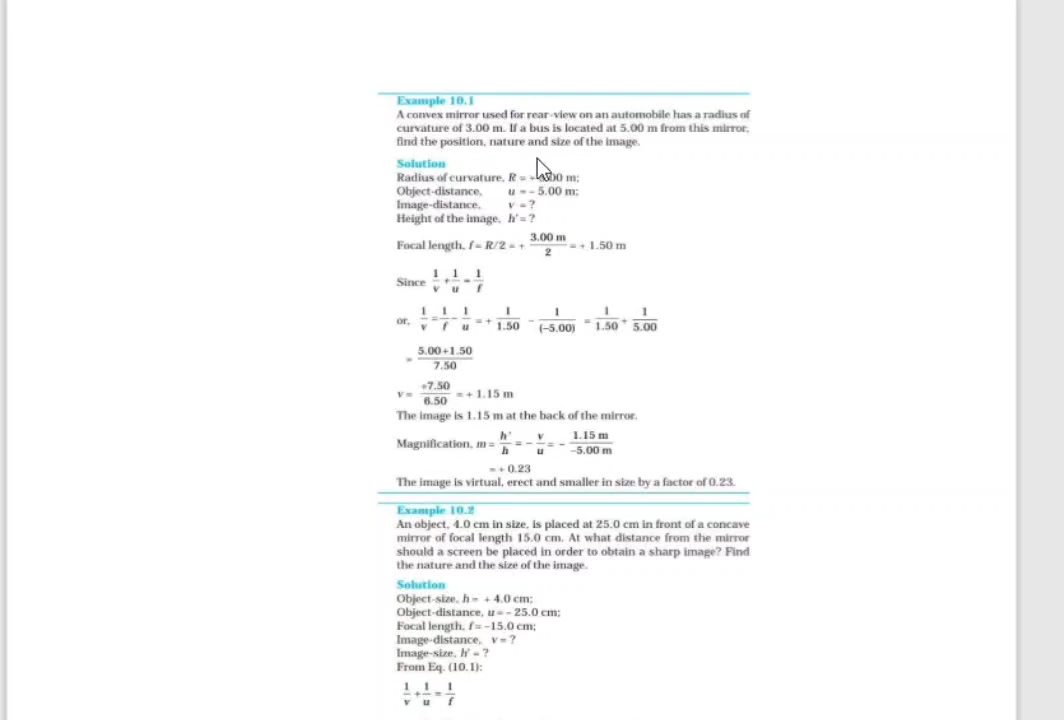 Example 10.1
A convex mirror used for rear-view on an automobile has a radius of
curvature of 3.00 m. If a bus is located at 5.00 m from this mirror,
find the position, nature and size of the image.
Solution
Radius of curvature, R = + 00 m;
Object-distance, u = - 5.00 m;
Image-distance, v = ?
Height of the image, h' = ?
Focal length, f = R/2 = + 3.00 m / 2 = + 1.50 m
Since 1/v + 1/u = 1/f
or, 1/v = 1/f - 1/u = + 1/1.50 - 1/(-5.00) = 1/1.50 + 1/5.00
= 5.00+1.50 / 7.50
v = +7.50 / 6.50 = + 1.15 m
The image is 1.15 m at the back of the mirror.
Magnification, m = h'/h = - v/u = - 1.15 m / -5.00 m
= + 0.23
The image is virtual, erect and smaller in size by a factor of 0.23.
Example 10.2
An object, 4.0 cm in size, is placed at 25.0 cm in front of a concave
mirror of focal length 15.0 cm. At what distance from the mirror
should a screen be placed in order to obtain a sharp image? Find
the nature and the size of the image.
Solution
Object-size, h = + 4.0 cm;
Object-distance, u = - 25.0 cm;
Focal length, f = -15.0 cm;
Image-distance, v = ?
Image-size, h' = ?
From Eq. (10.1):
1/v + 1/u = 1/f